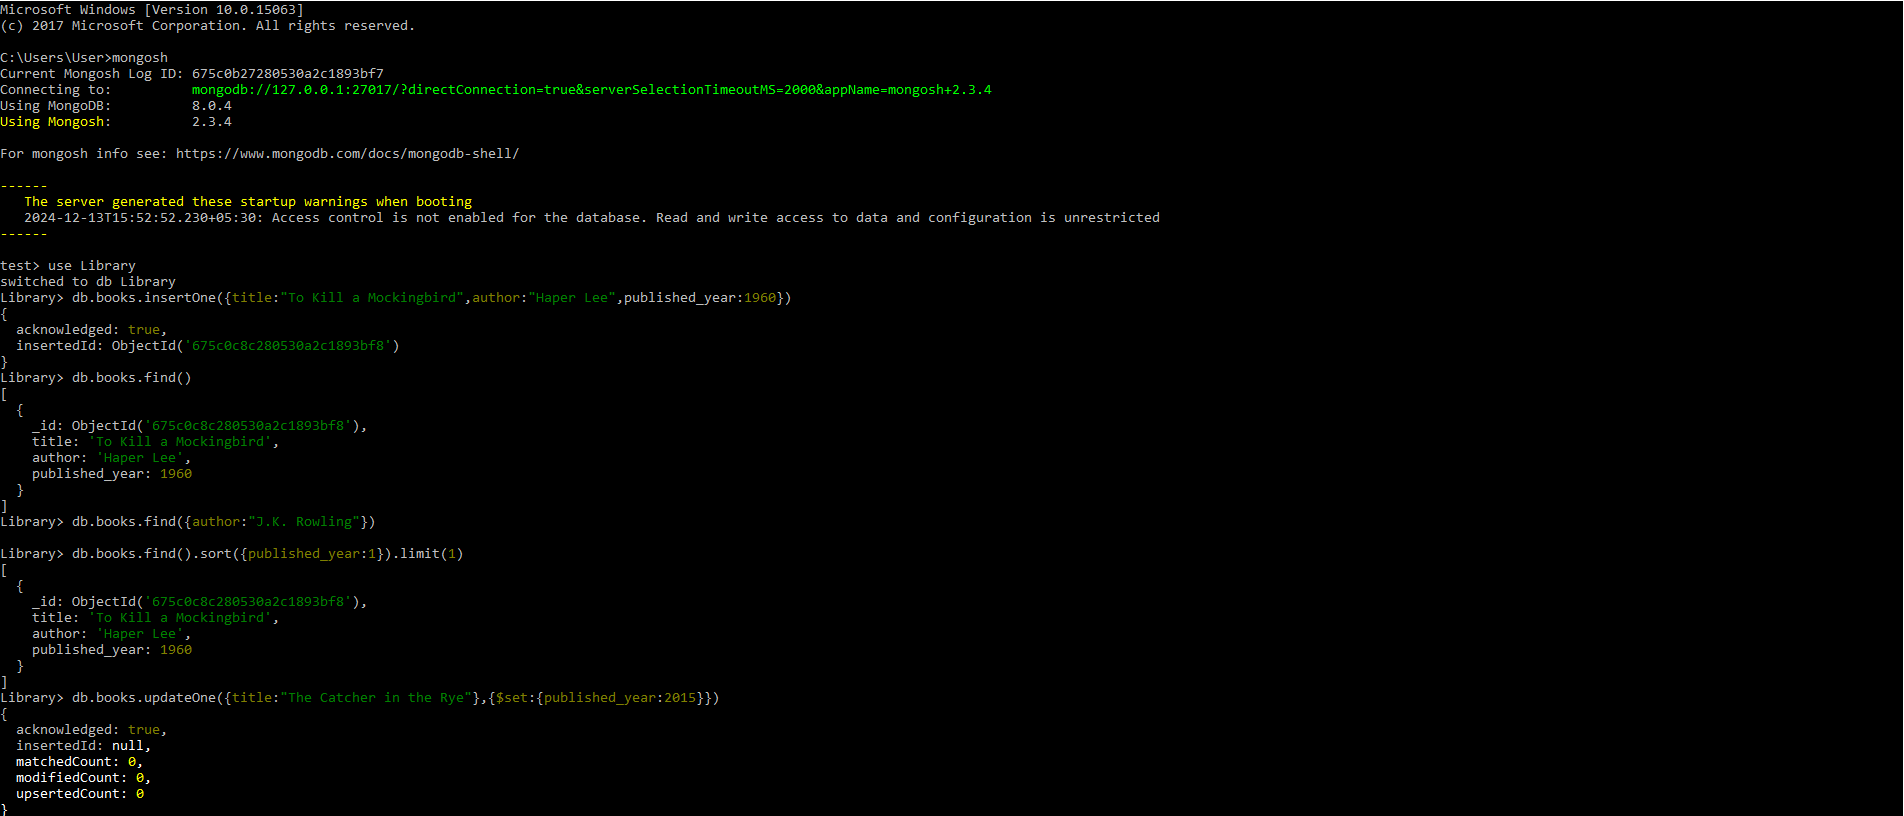 Microsoft Windows [Version 10.0.15063]
(c) 2017 Microsoft Corporation. All rights reserved.
C:\Users\User>mongosh
Current Mongosh Log ID: 675c0b27280530a2c1893bf7
Connecting to:          mongodb://127.0.0.1:27017/?directConnection=true&serverSelectionTimeoutMS=2000&appName=mongosh+2.3.4
Using MongoDB:          8.0.4
Using Mongosh:          2.3.4
For mongosh info see: https://www.mongodb.com/docs/mongodb-shell/
------
   The server generated these startup warnings when booting
   2024-12-13T15:52:52.230+05:30: Access control is not enabled for the database. Read and write access to data and configuration is unrestricted
------
test> use Library
switched to db Library
Library> db.books.insertOne({title:"To Kill a Mockingbird",author:"Haper Lee",published_year:1960})
{
  acknowledged: true,
  insertedId: ObjectId('675c0c8c280530a2c1893bf8')
}
Library> db.books.find()
[
  {
    _id: ObjectId('675c0c8c280530a2c1893bf8'),
    title: 'To Kill a Mockingbird',
    author: 'Haper Lee',
    published_year: 1960
  }
]
Library> db.books.find({author:"J.K. Rowling"})
Library> db.books.find().sort({published_year:1}).limit(1)
[
  {
    _id: ObjectId('675c0c8c280530a2c1893bf8'),
    title: 'To Kill a Mockingbird',
    author: 'Haper Lee',
    published_year: 1960
  }
]
Library> db.books.updateOne({title:"The Catcher in the Rye"},{$set:{published_year:2015}})
{
  acknowledged: true,
  insertedId: null,
  matchedCount: 0,
  modifiedCount: 0,
  upsertedCount: 0
}